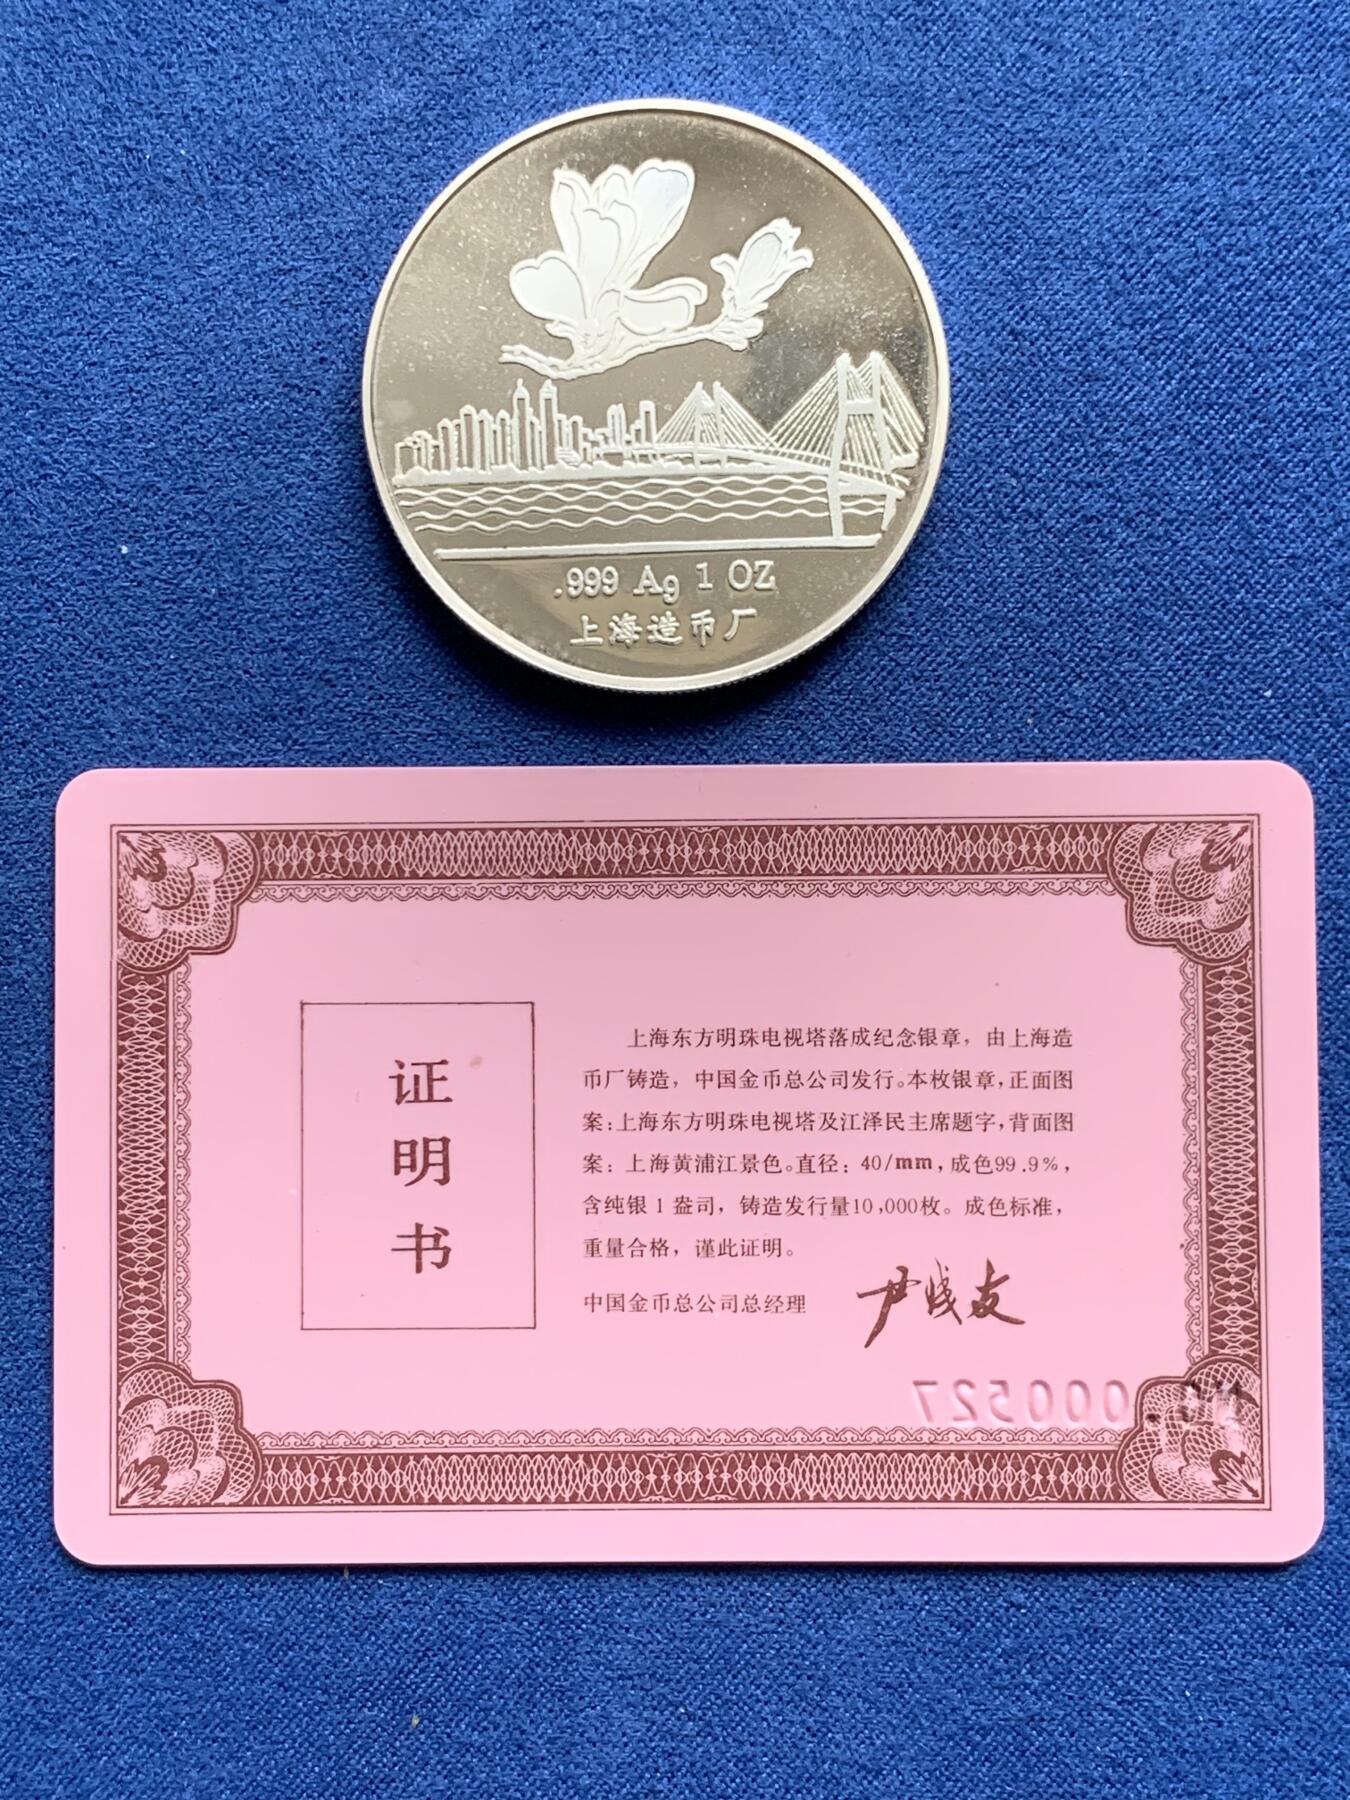 .999 Ag 1 OZ
上海造币厂
证明书
上海东方明珠电视塔落成纪念银章，由上海造
币厂铸造，中国金币总公司发行。本枚银章，正面图
案：上海东方明珠电视塔及江泽民主席题字，背面图
案：上海黄浦江景色。直径：40/mm，成色99.9%，
含纯银1盎司，铸造发行量10,000枚。成色标准，
重量合格，谨此证明。
中国金币总公司总经理
NO.000527